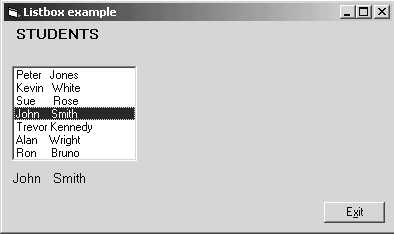 Listbox example
STUDENTS
Peter Jones
Kevin White
Sue Rose
John Smith
Trevor Kennedy
Alan Wright
Ron Bruno
John Smith
Exit